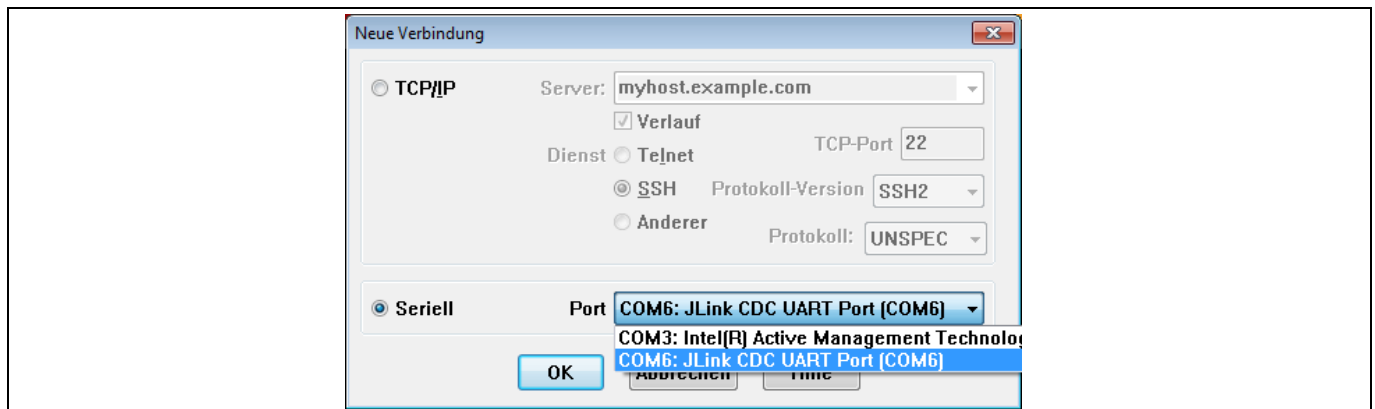 Neue Verbindung
TCP/IP Server: myhost.example.com
Verlauf
TCP-Port 22
Dienst Telnet
SSH Protokoll-Version SSH2
Anderer
Protokoll: UNSPEC
Seriell Port COM6: JLink CDC UART Port (COM6)
COM3: Intel(R) Active Management Technolog
COM6: JLink CDC UART Port (COM6)
OK Abbrechen Hilfe